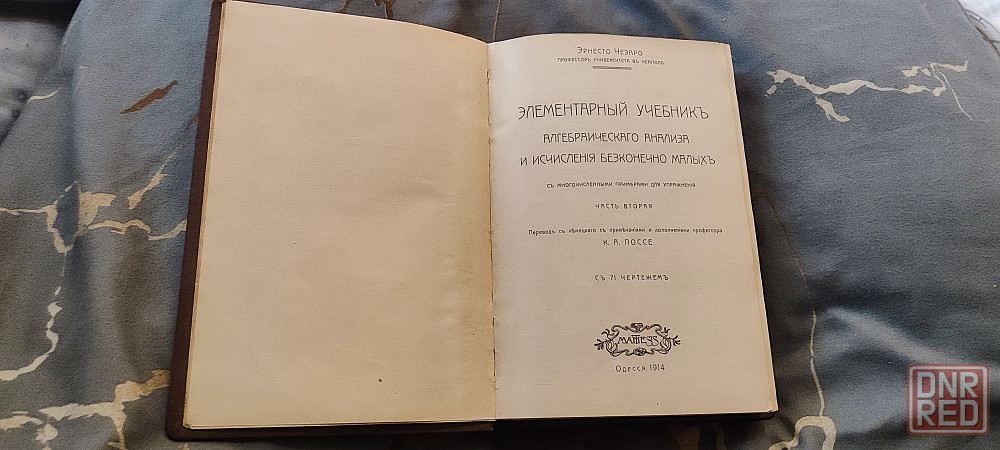 Эрнесто Чезаро
профессоръ университета въ Неаполѣ
ЭЛЕМЕНТАРНЫЙ УЧЕБНИКЪ
АЛГЕБРАИЧЕСКАГО АНАЛИЗА
И ИСЧИСЛЕНІЯ БЕЗКОНЕЧНО МАЛЫХЪ
СЪ МНОГОЧИСЛЕННЫМИ ПРИМѢРАМИ ДЛЯ УПРАЖНЕНІЯ
ЧАСТЬ ВТОРАЯ
Переводъ съ нѣмецкаго съ примѣчаніями и дополненіями профессора
К. А. ПОССЕ
СЪ 71 ЧЕРТЕЖЕМЪ
MATHESIS
Одесса 1914
DNR
RED